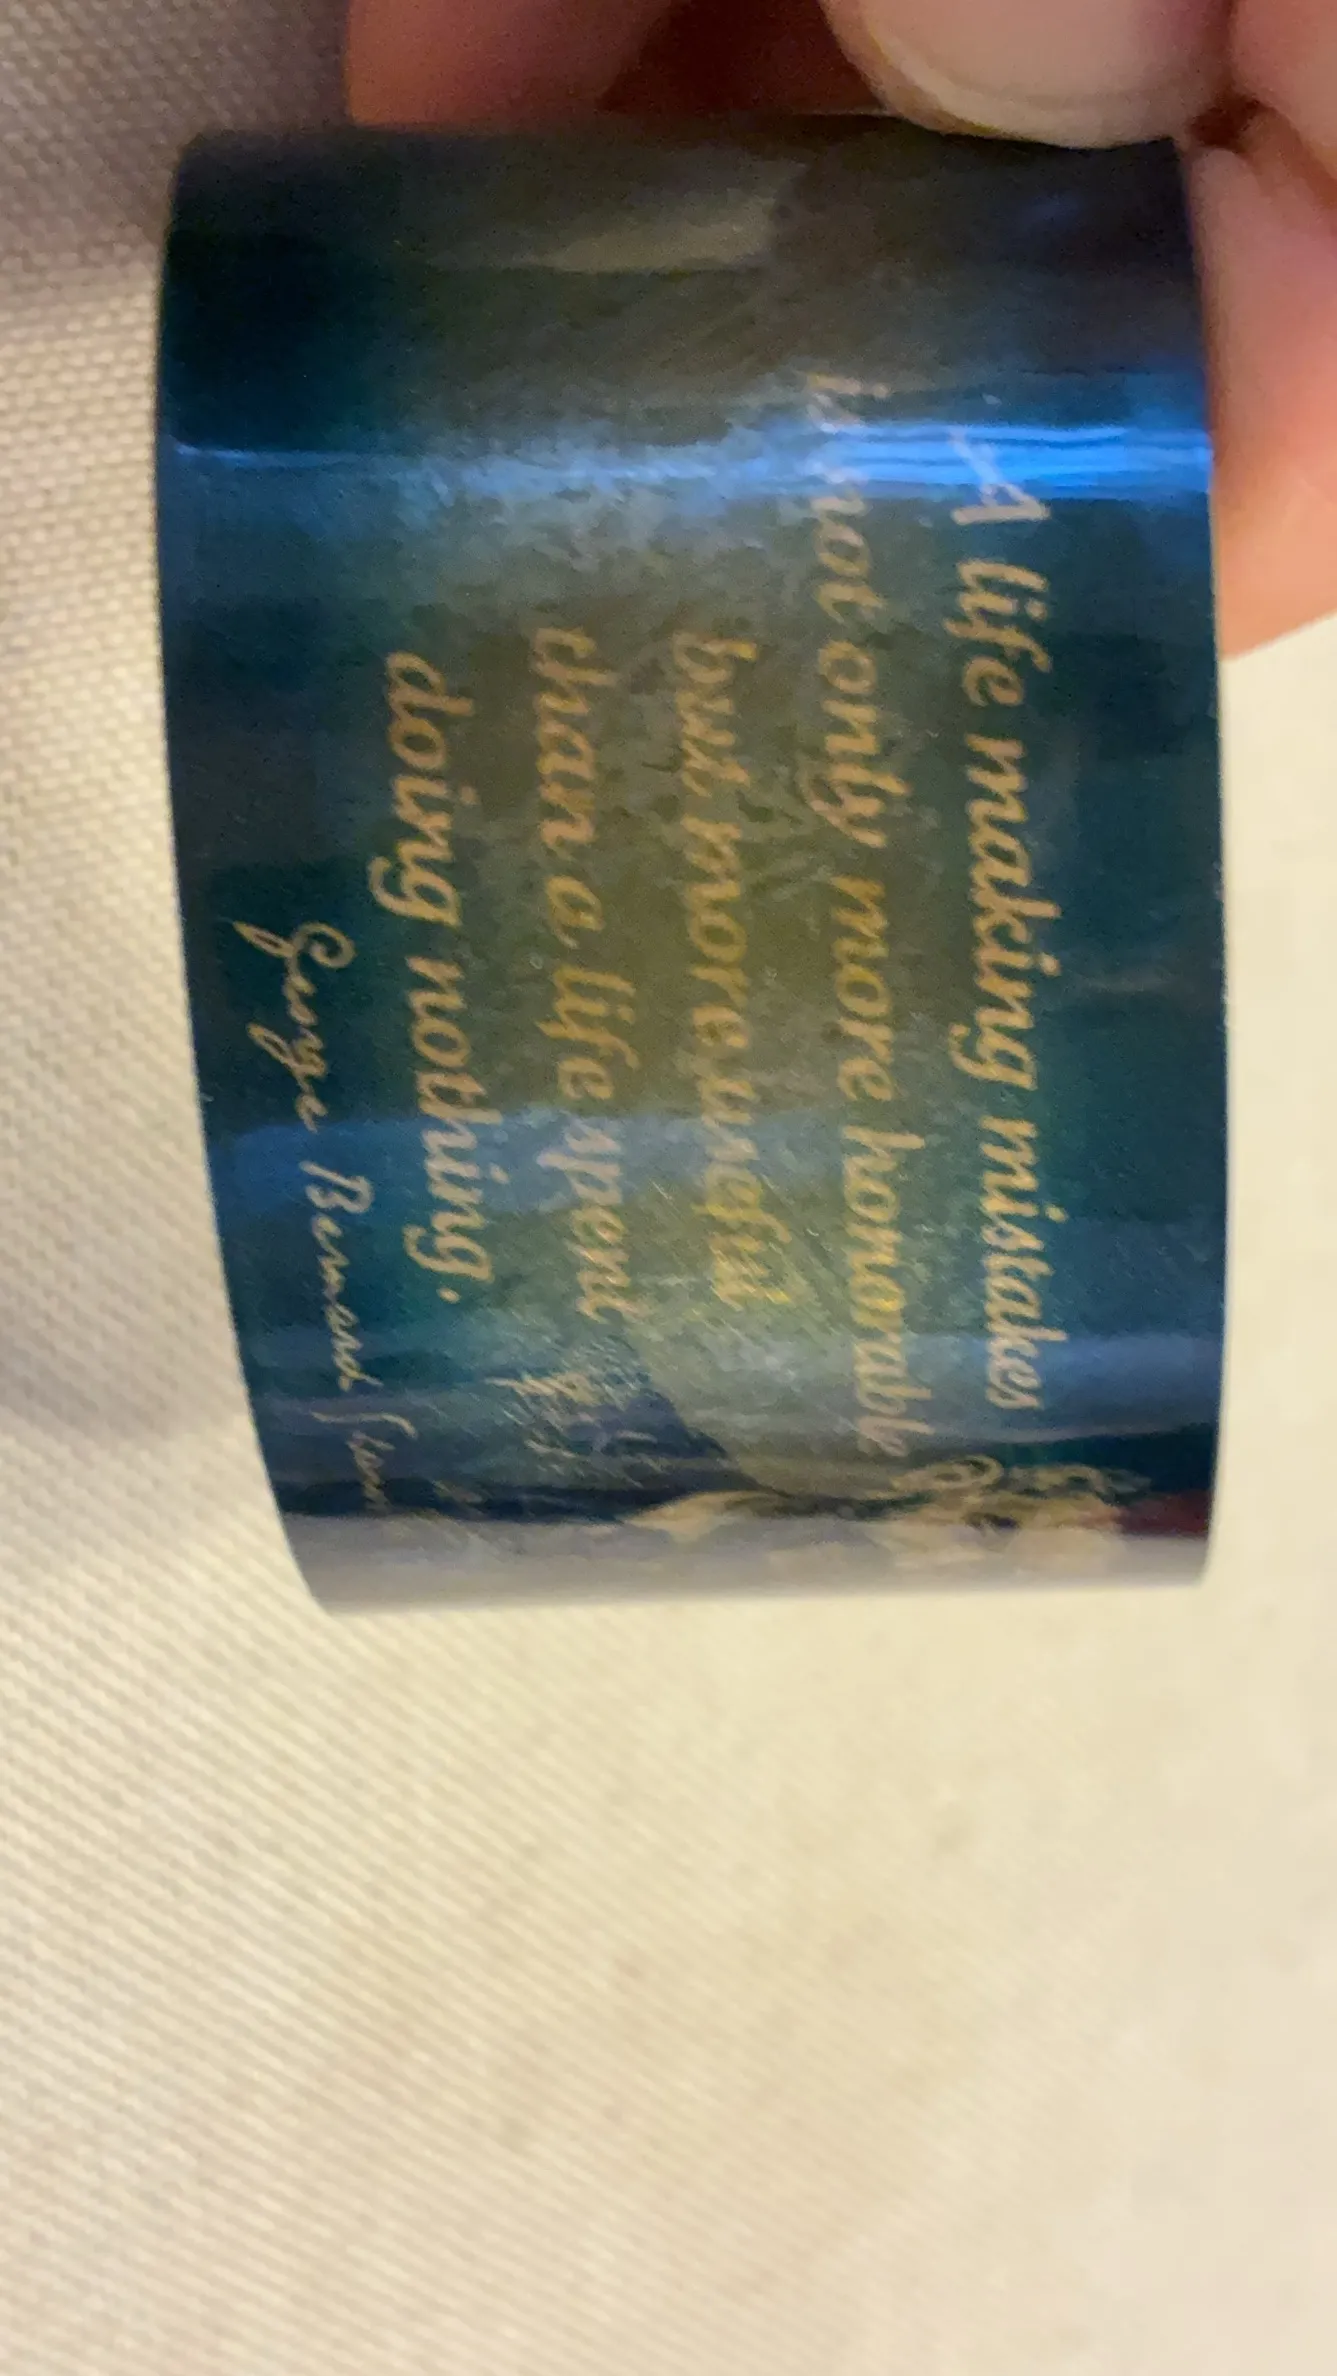 A life making mistakes
is not only more honorable
but more useful
than a life spent
doing nothing.
George Bernard Shaw